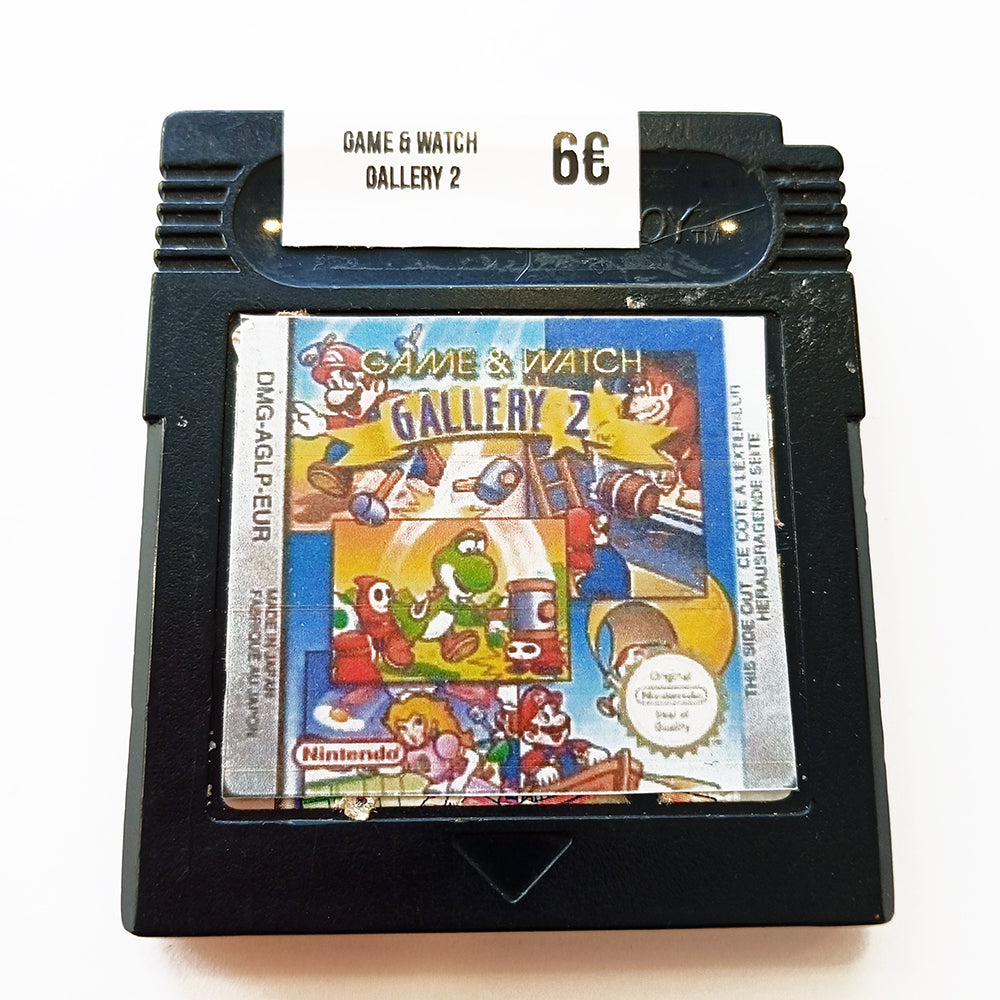 GAME & WATCH
GALLERY 2
6€
OY™
GAME & WATCH
GALLERY 2
DMG-AGLP-EUR
MADE IN JAPAN
FABRIQUE AU JAPON
THIS SIDE OUT CE COTE A L'EXTERIEUR
HERAUSRAGENDE SEITE
Original
Nintendo
Seal of
Quality
Nintendo